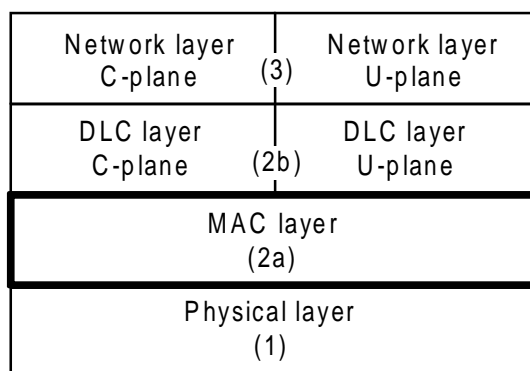 Network layer
C-plane
(3)
Network layer
U-plane
DLC layer
C-plane
(2b)
DLC layer
U-plane
MAC layer
(2a)
Physical layer
(1)